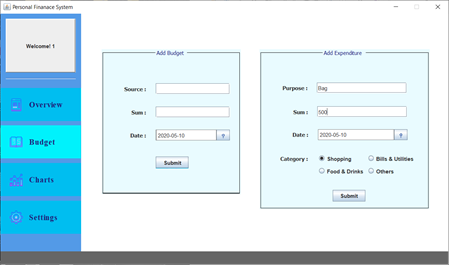 Personal Finanace System
Welcome! 1
Overview
Budget
Charts
Settings
Add Budget
Source :
Sum :
Date : 2020-05-10 ?
Submit
Add Expenditure
Purpose : Bag
Sum : 500
Date : 2020-05-10 ?
Category : Shopping Bills & Utilities
Food & Drinks Others
Submit